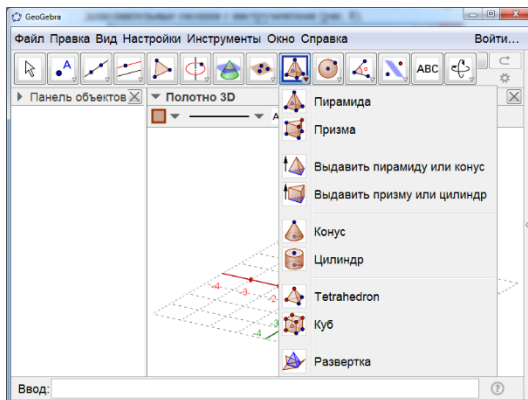 GeoGebra
Файл Правка Вид Настройки Инструменты Окно Справка Войти...
A
ABC
Панель объектов
Полотно 3D
A
Пирамида
Призма
Выдавить пирамиду или конус
Выдавить призму или цилиндр
Конус
Цилиндр
Tetrahedron
Куб
Развертка
-4
-3
-2
-4
-3
Ввод: